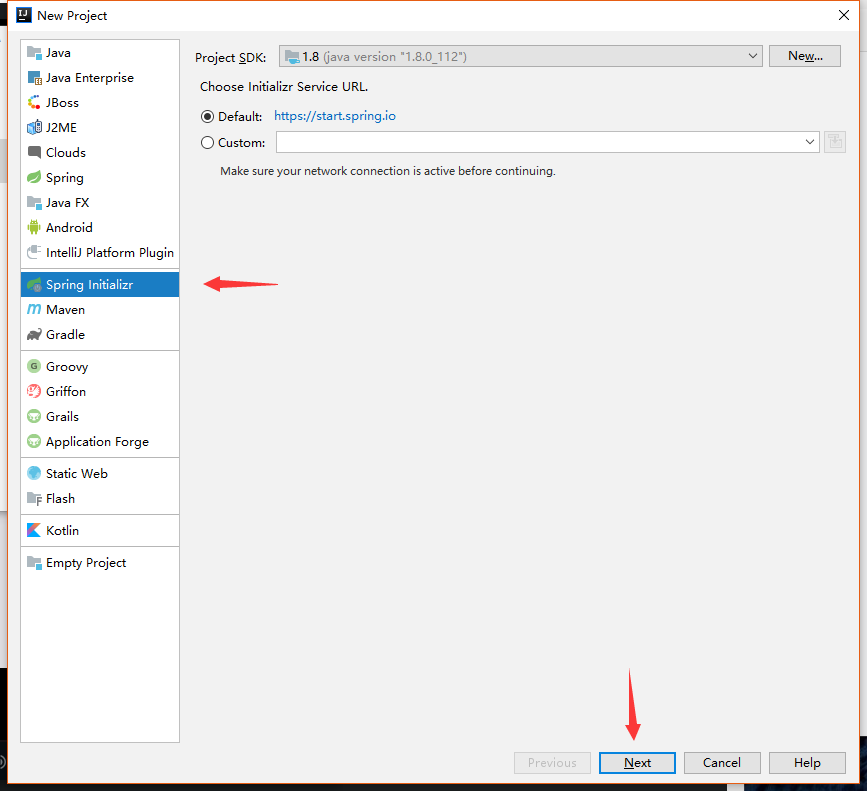 New Project
Java
Java Enterprise
JBoss
J2ME
Clouds
Spring
Java FX
Android
IntelliJ Platform Plugin
Spring Initializr
Maven
Gradle
Groovy
Griffon
Grails
Application Forge
Static Web
Flash
Kotlin
Empty Project
Project SDK: 1.8 (java version "1.8.0_112") New...
Choose Initializr Service URL.
Default: https://start.spring.io
Custom:
Make sure your network connection is active before continuing.
Previous Next Cancel Help